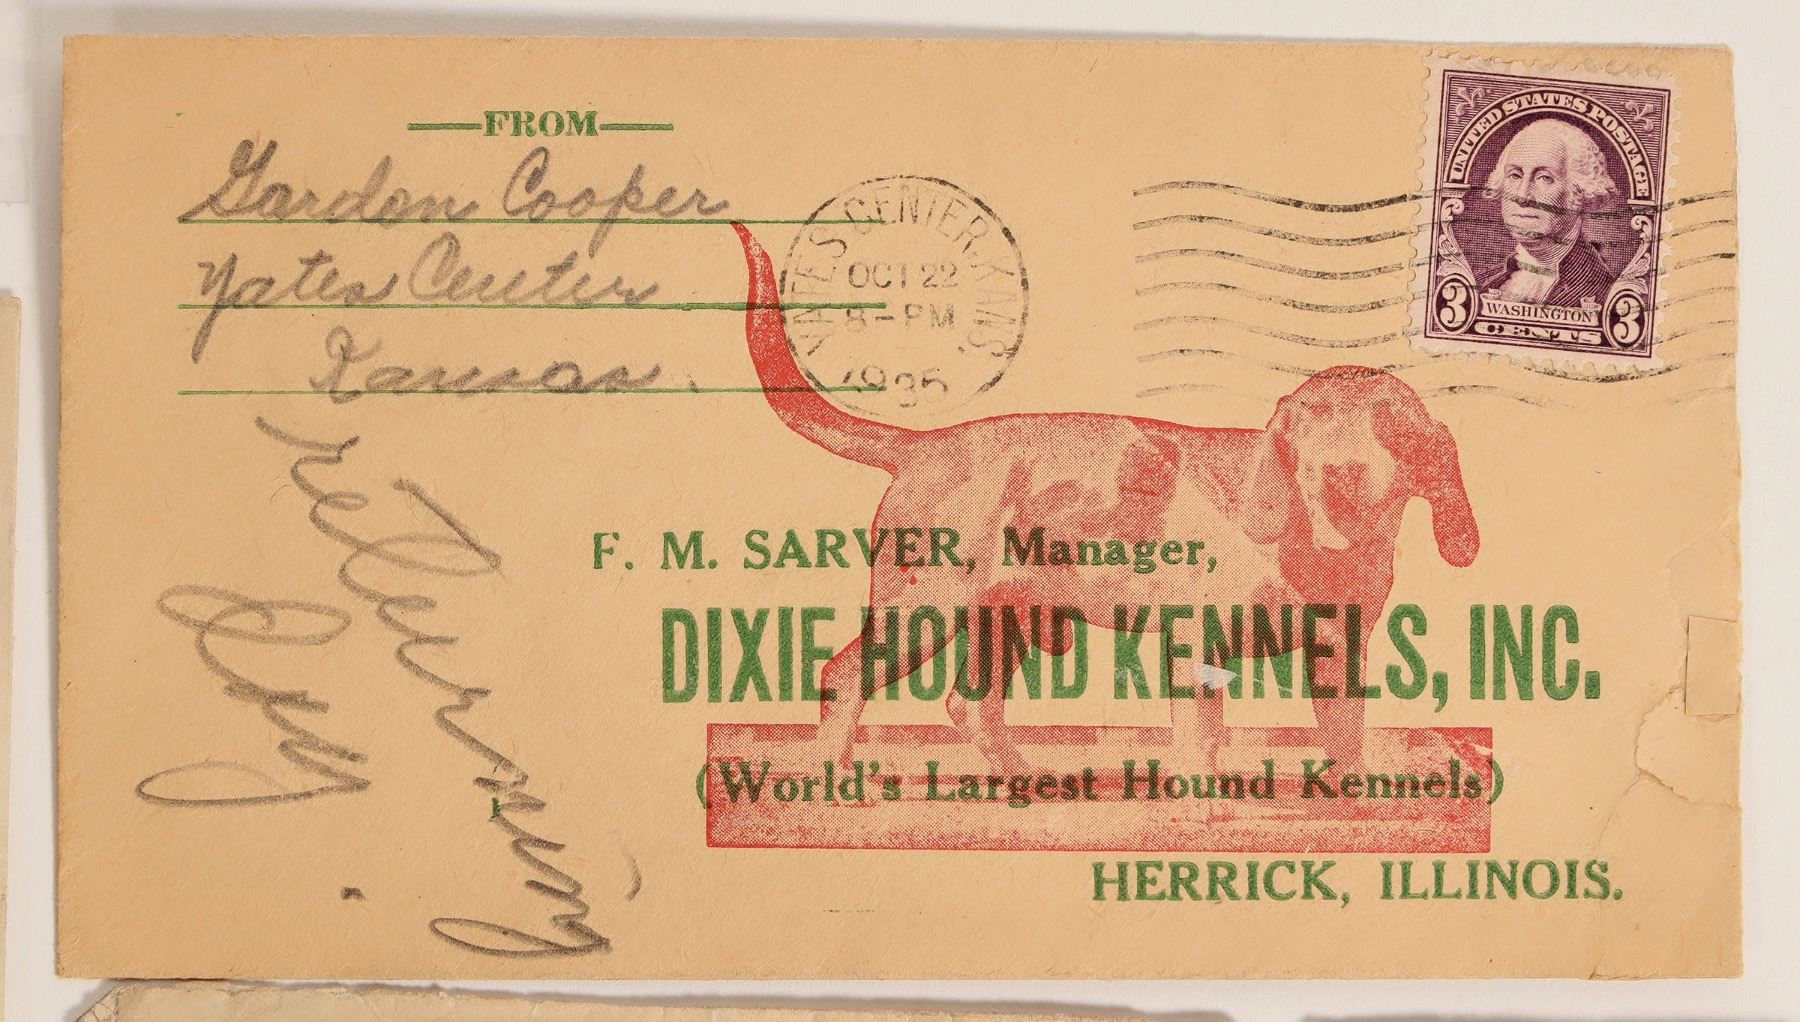 FROM
Gordon Cooper
Yates Center
Kansas.
YATES CENTER, KANS.
OCT 22
8-PM
1935
UNITED STATES POSTAGE
3 WASHINGTON 3
CENTS
F. M. SARVER, Manager,
DIXIE HOUND KENNELS, INC.
(World's Largest Hound Kennels)
HERRICK, ILLINOIS.